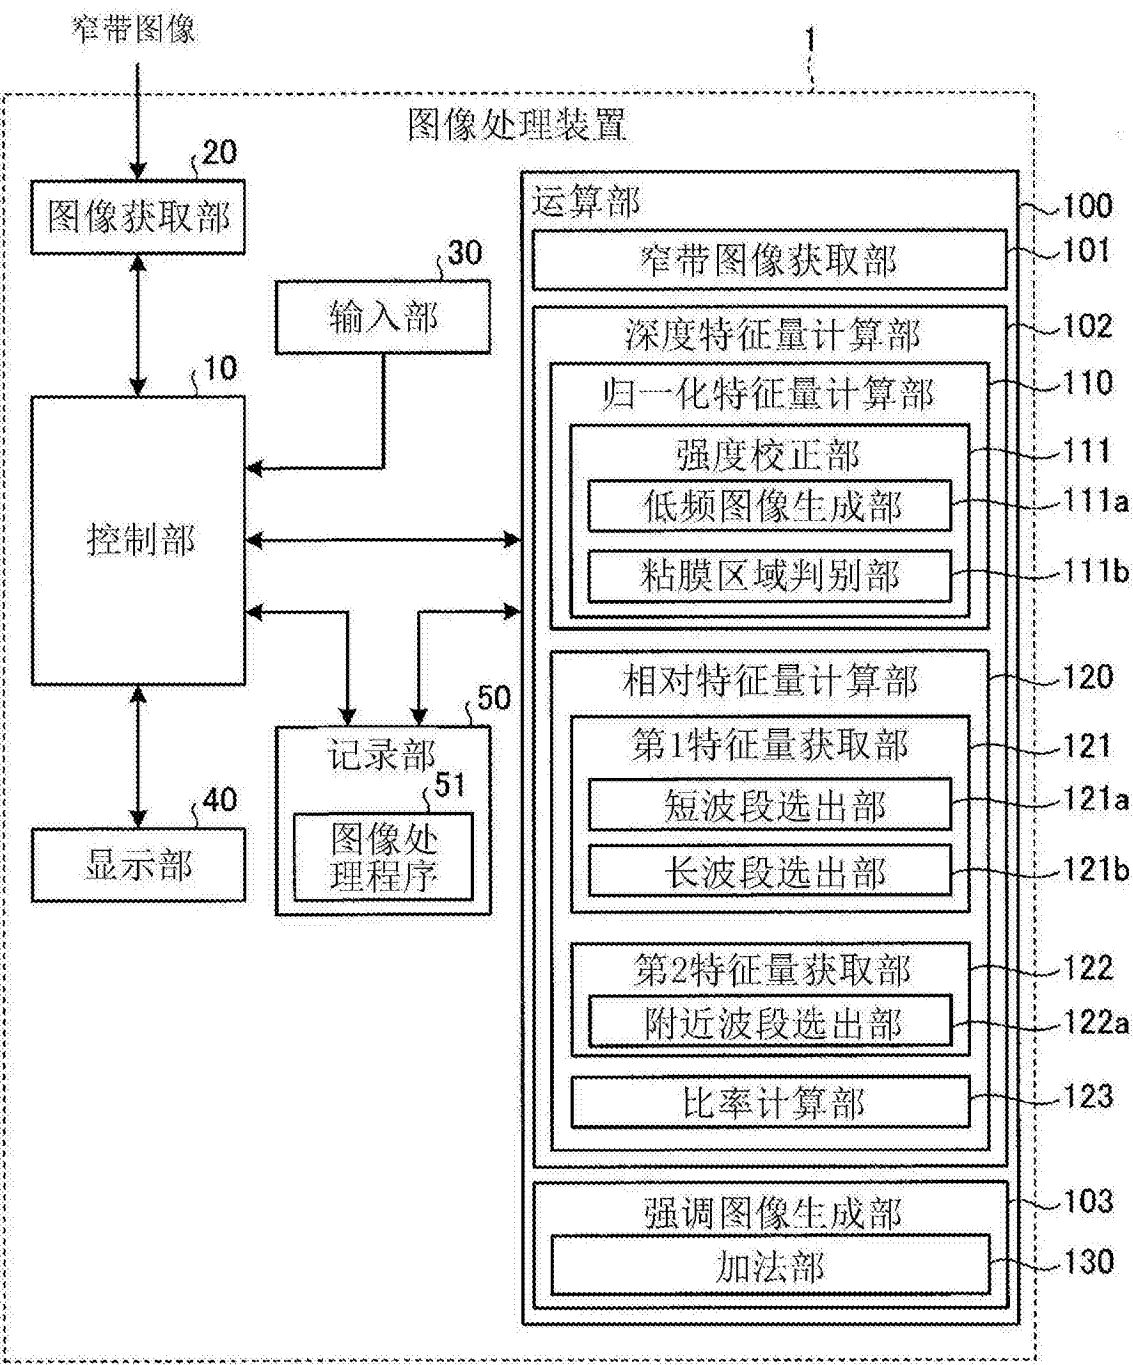 窄带图像
1
图像处理装置
20
图像获取部
30
输入部
10
控制部
50
记录部
51
图像处
理程序
40
显示部
运算部
100
窄带图像获取部
101
深度特征量计算部
102
归一化特征量计算部
110
强度校正部
111
低频图像生成部
111a
粘膜区域判别部
111b
相对特征量计算部
120
第1特征量获取部
121
短波段选出部
121a
长波段选出部
121b
第2特征量获取部
122
附近波段选出部
122a
比率计算部
123
强调图像生成部
103
加法部
130